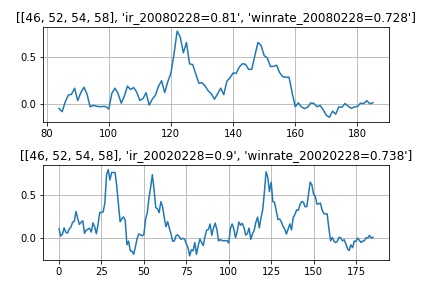 [[46, 52, 54, 58], 'ir_20080228=0.81', 'winrate_20080228=0.728']
0.5
0.0
80 100 120 140 160 180
[[46, 52, 54, 58], 'ir_20020228=0.9', 'winrate_20020228=0.738']
0.5
0.0
0 25 50 75 100 125 150 175